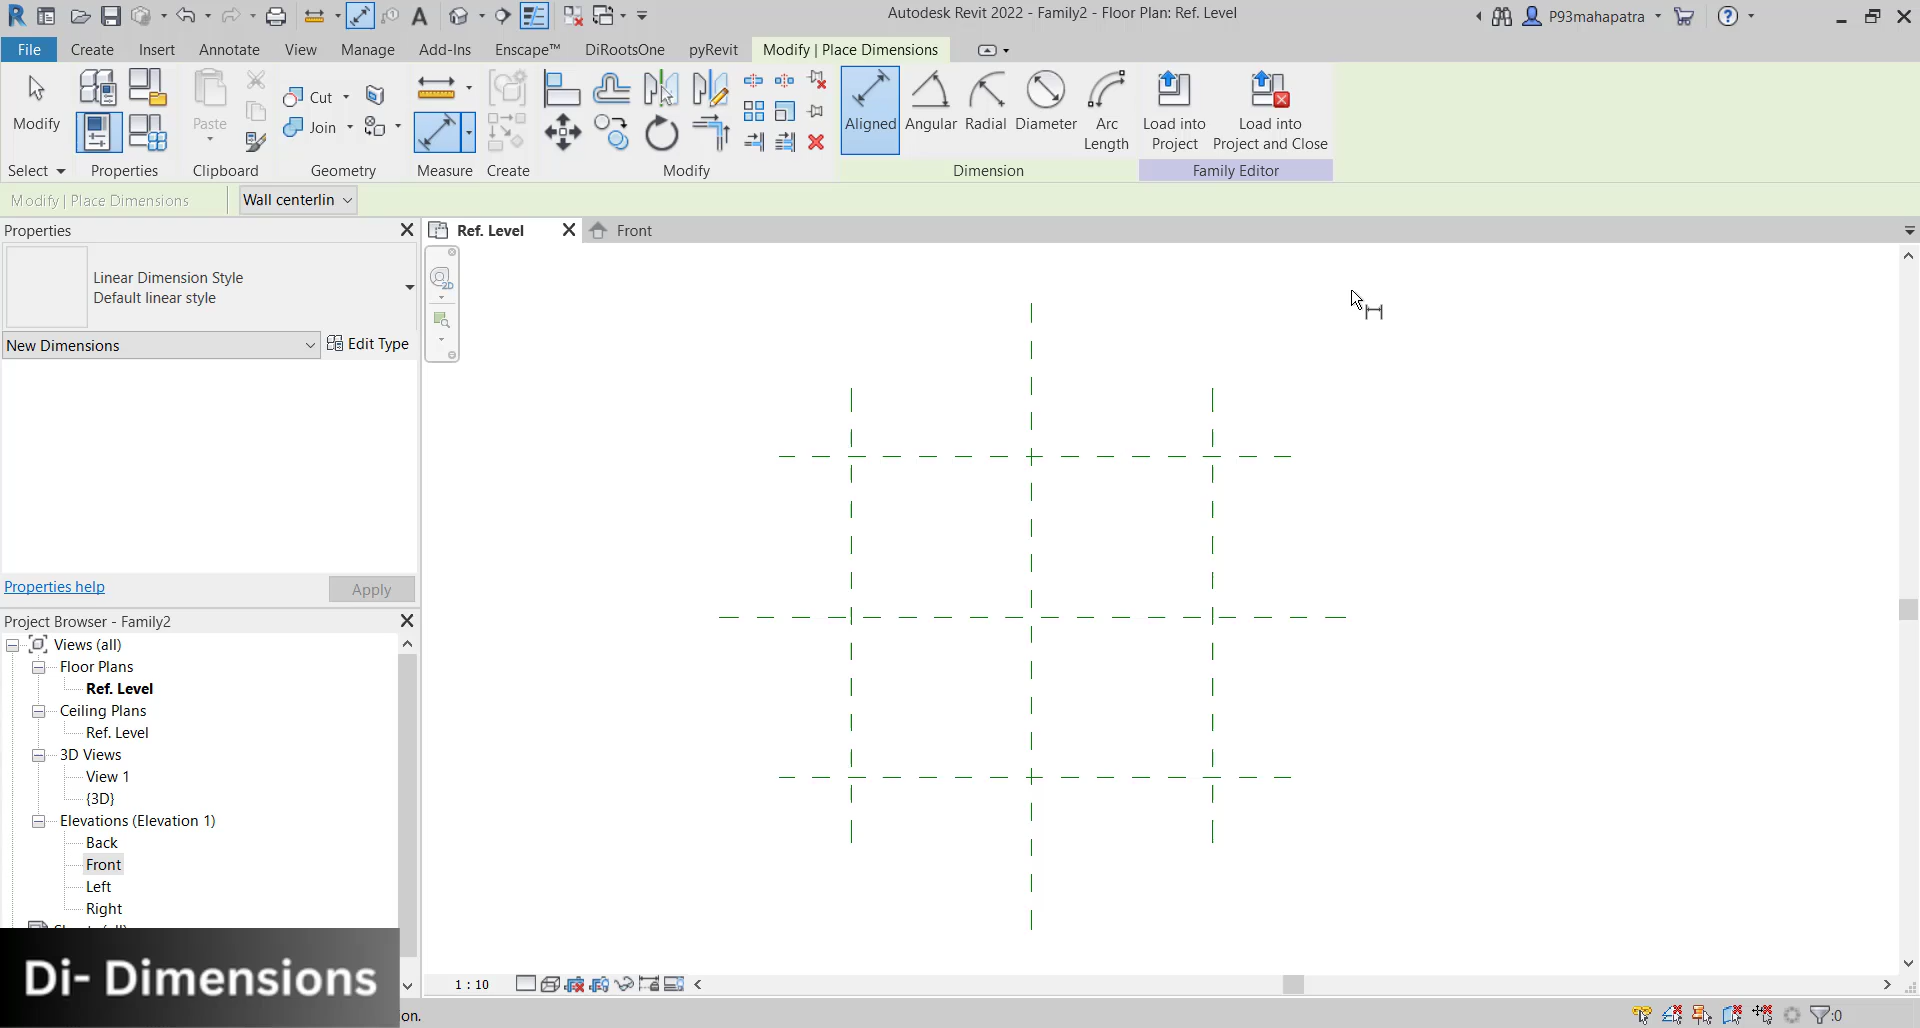 Autodesk Revit 2022 - Family2 - Floor Plan: Ref. Level
P93mahapatra
File Create Insert Annotate View Manage Add-Ins Enscape™ DiRootsOne pyRevit Modify | Place Dimensions
Modify Paste Cut Join Aligned Angular Radial Diameter Arc Length Load into Project Load into Project and Close
Select Properties Clipboard Geometry Measure Create Modify Dimension Family Editor
Modify | Place Dimensions Wall centerlin
Properties
Ref. Level Front
2D
Linear Dimension Style
Default linear style
New Dimensions Edit Type
Properties help Apply
Project Browser - Family2
Views (all)
Floor Plans
Ref. Level
Ceiling Plans
Ref. Level
3D Views
View 1
{3D}
Elevations (Elevation 1)
Back
Front
Left
Right
Di- Dimensions
1 : 10
on.
:0